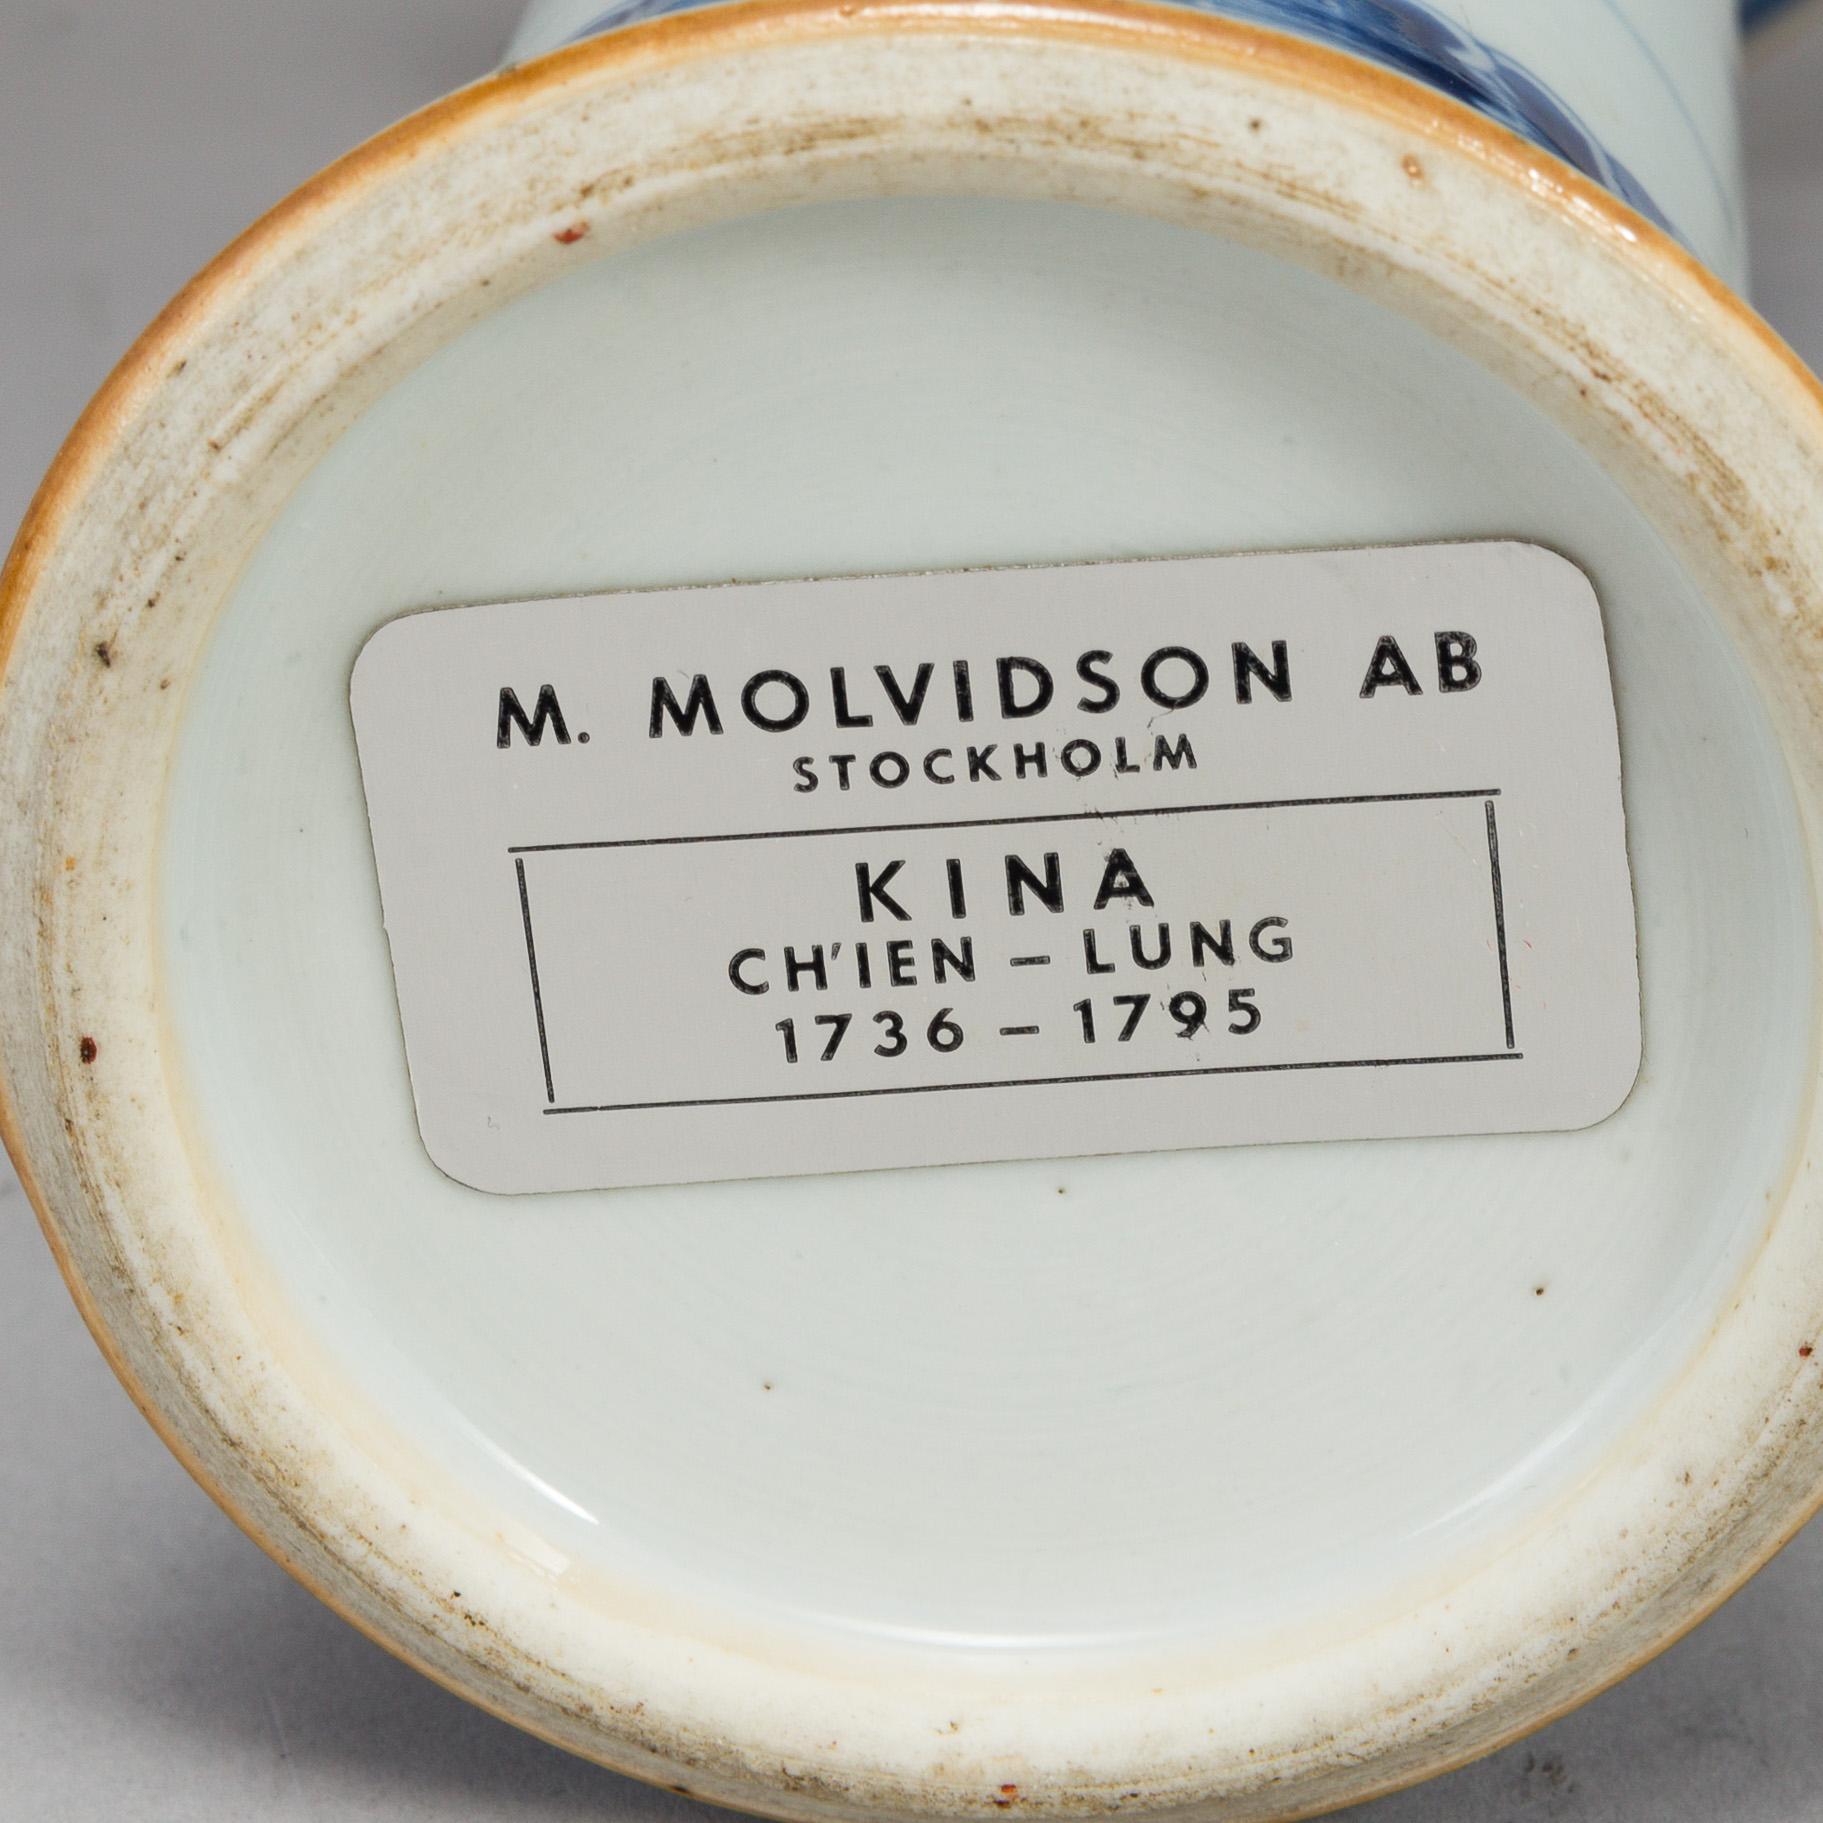 M. MOLVIDSON AB
STOCKHOLM
KINA
CH'IEN – LUNG
1736 – 1795